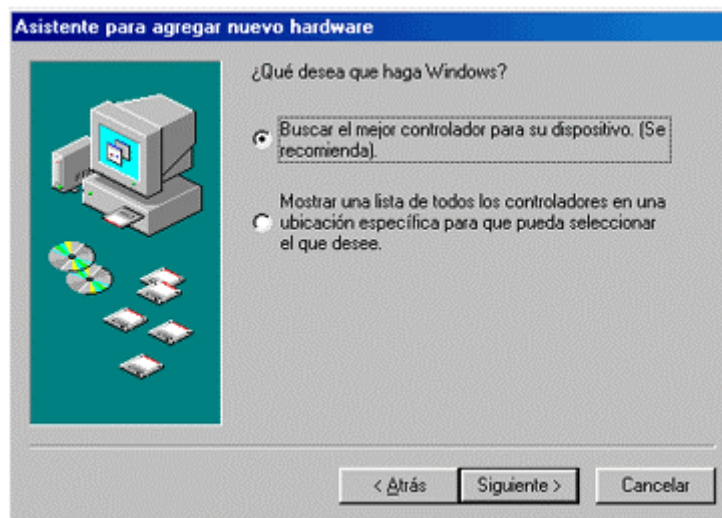 Asistente para agregar nuevo hardware
¿Qué desea que haga Windows?
Buscar el mejor controlador para su dispositivo. (Se
recomienda).
Mostrar una lista de todos los controladores en una
ubicación específica para que pueda seleccionar
el que desee.
< Atrás
Siguiente >
Cancelar